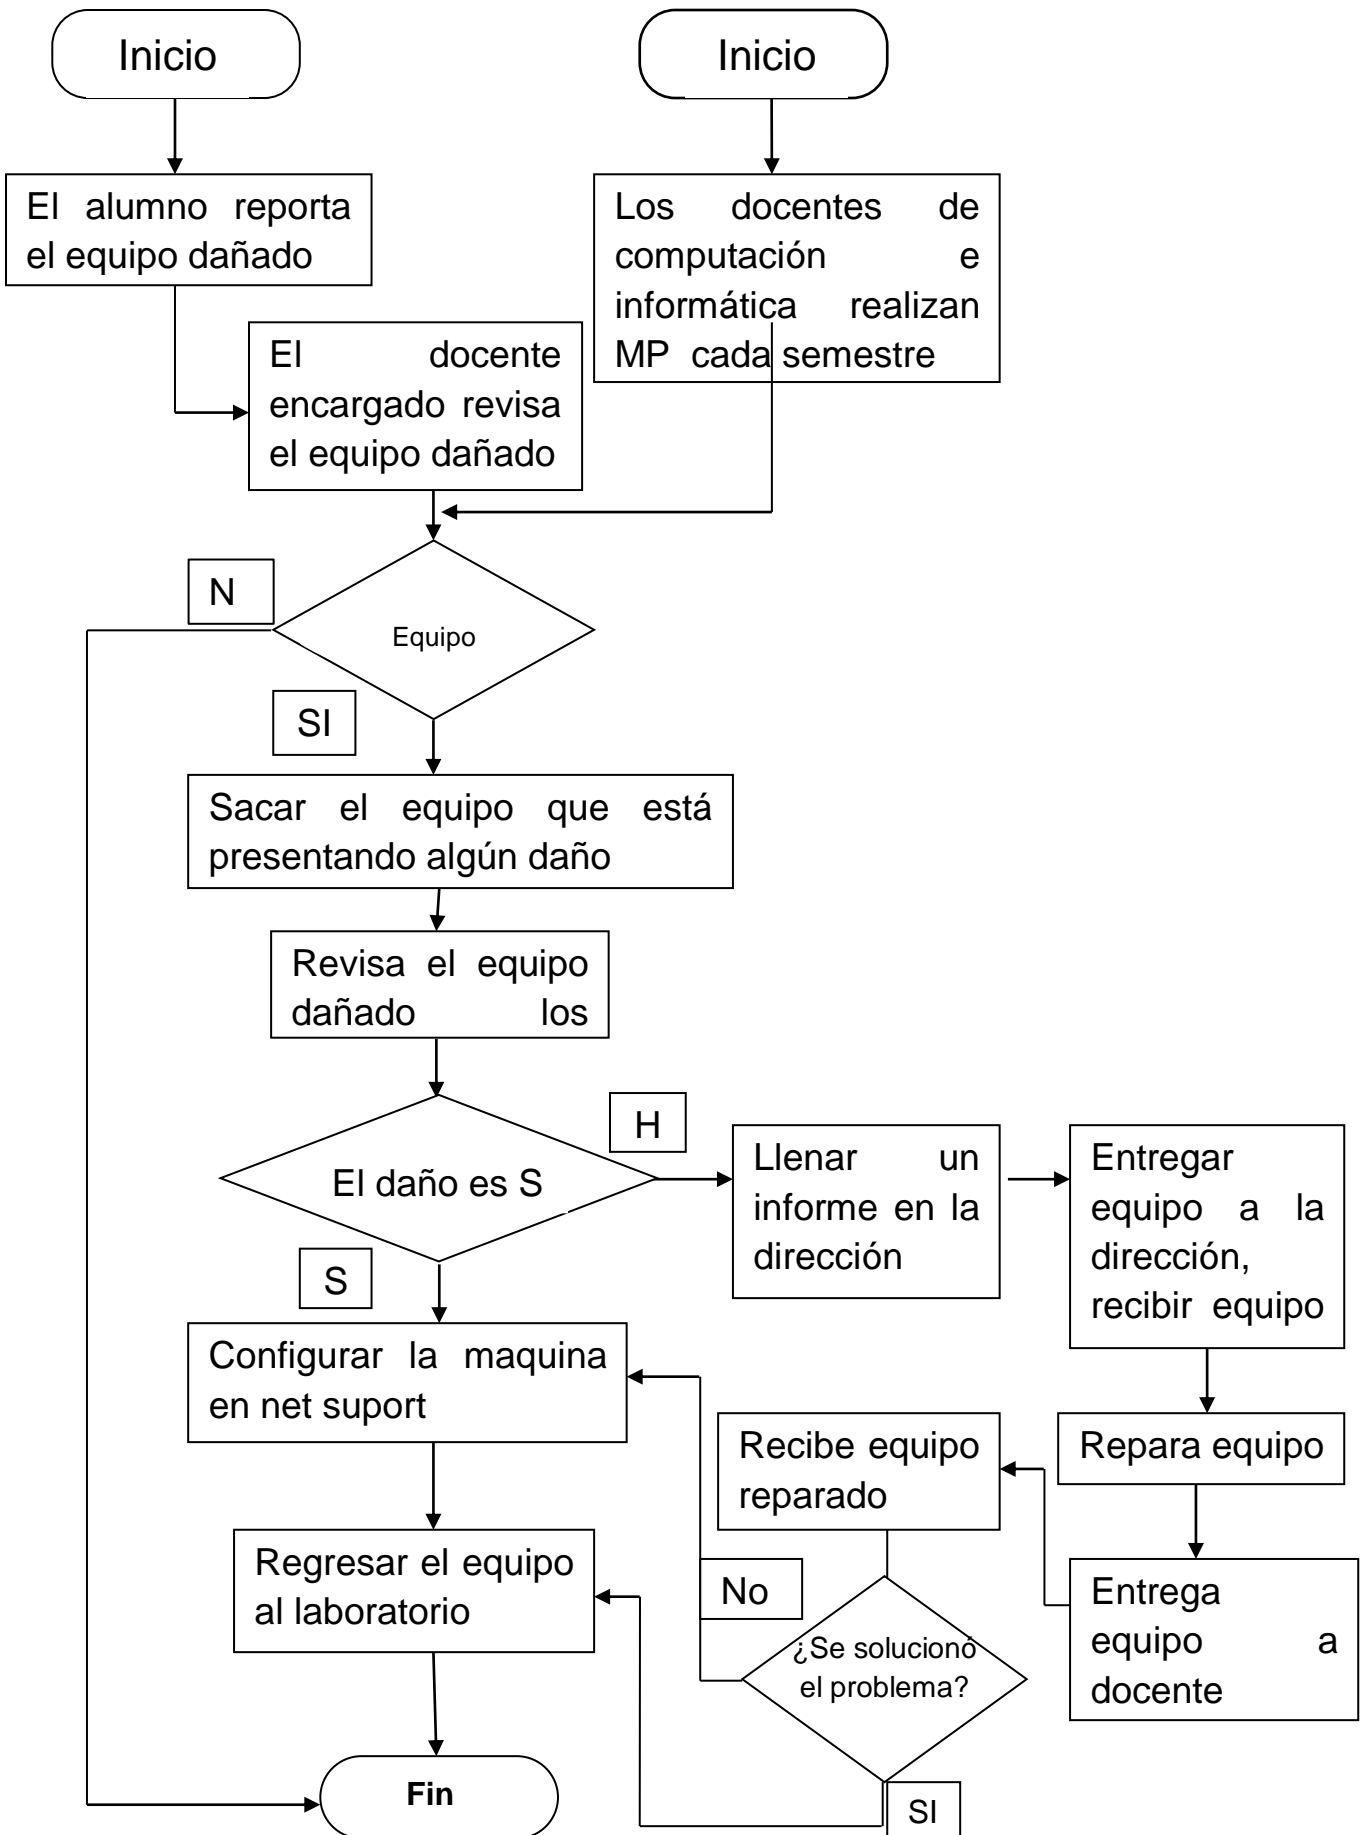 Inicio
Inicio
El alumno reporta
el equipo dañado
Los docentes de
computación e
informática realizan
MP cada semestre
El docente
encargado revisa
el equipo dañado
N
Equipo
SI
Sacar el equipo que está
presentando algún daño
Revisa el equipo
dañado los
El daño es S
H
Llenar un
informe en la
dirección
Entregar
equipo a la
dirección,
recibir equipo
S
Configurar la maquina
en net suport
Repara equipo
Recibe equipo
reparado
Regresar el equipo
al laboratorio
No
¿Se solucionó
el problema?
Entrega
equipo a
docente
Fin
SI